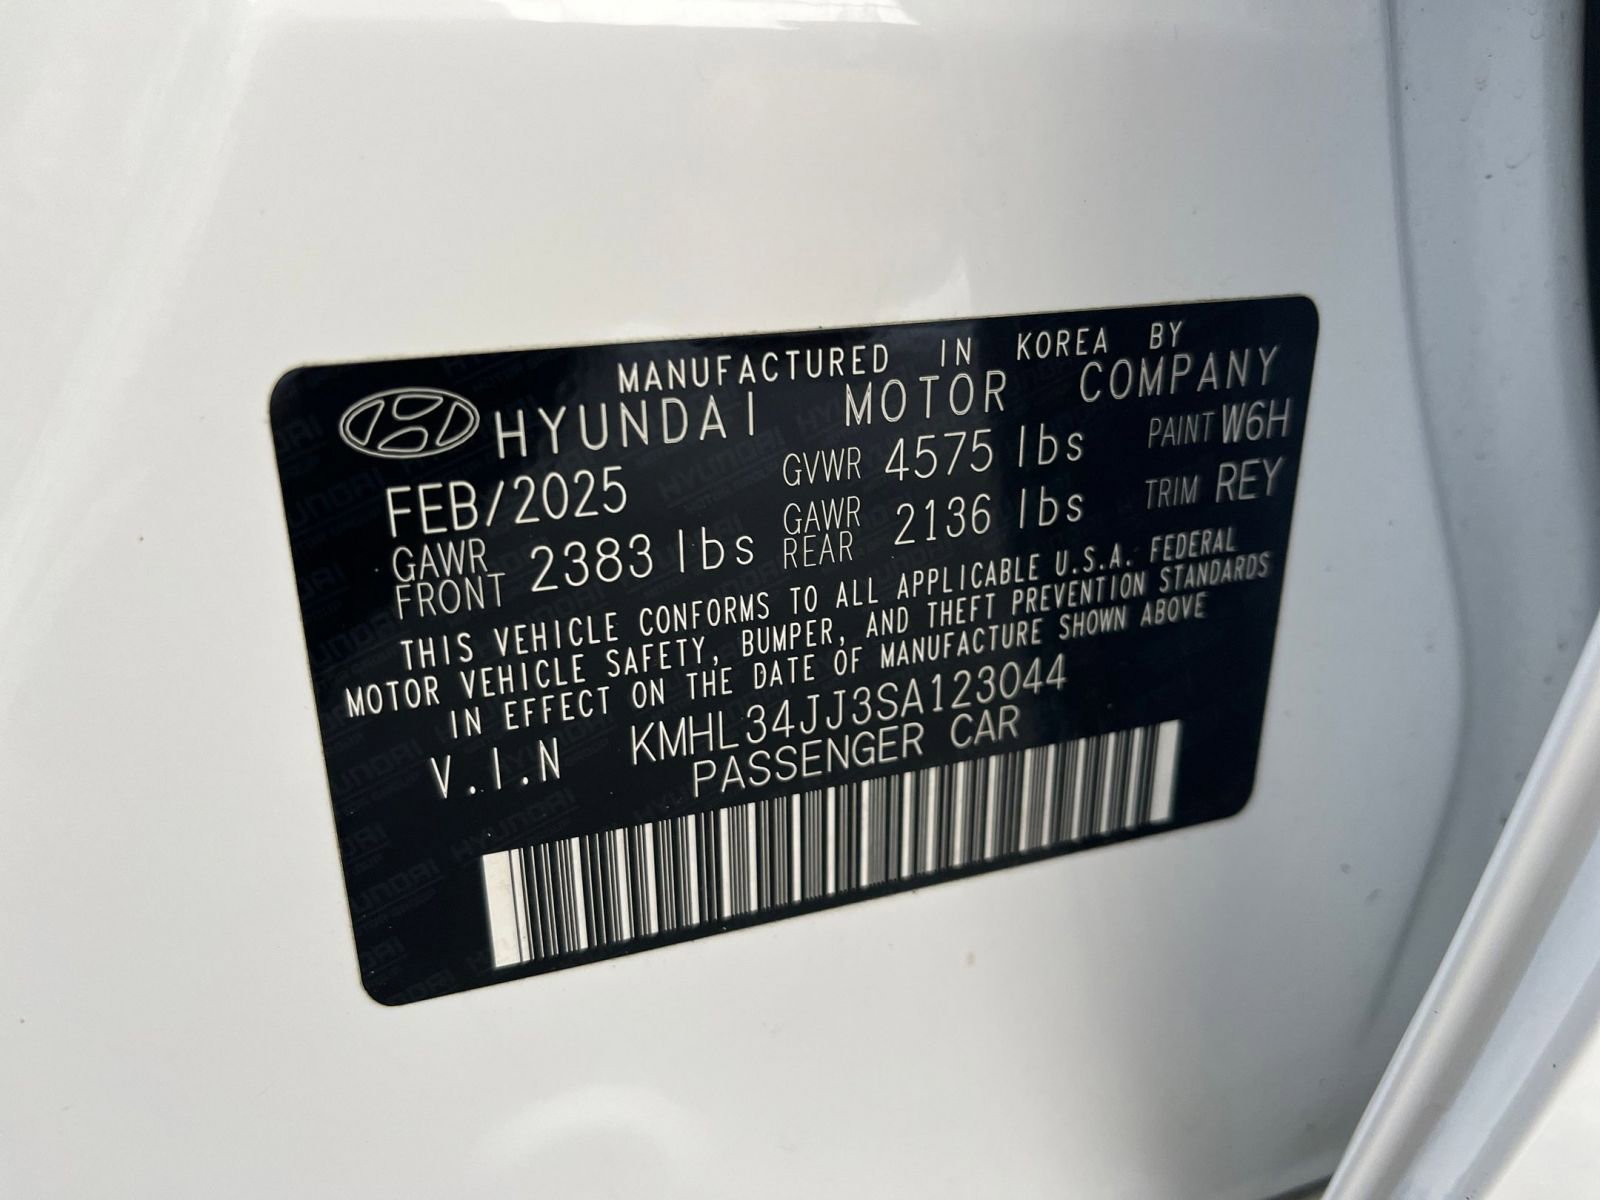 MANUFACTURED IN KOREA BY
HYUNDAI MOTOR COMPANY
FEB/2025 GVWR 4575 lbs PAINT W6H
GAWR FRONT 2383 lbs GAWR REAR 2136 lbs TRIM REY
THIS VEHICLE CONFORMS TO ALL APPLICABLE U.S.A. FEDERAL
MOTOR VEHICLE SAFETY, BUMPER, AND THEFT PREVENTION STANDARDS
IN EFFECT ON THE DATE OF MANUFACTURE SHOWN ABOVE
V.I.N KMHL34JJ3SA123044
PASSENGER CAR